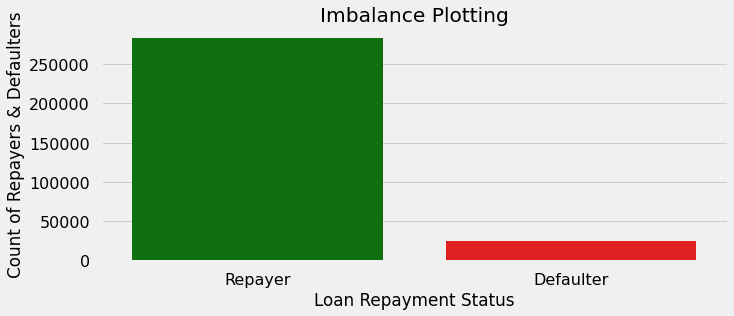 Imbalance Plotting
Count of Repayers & Defaulters
250000
200000
150000
100000
50000
0
Repayer
Defaulter
Loan Repayment Status